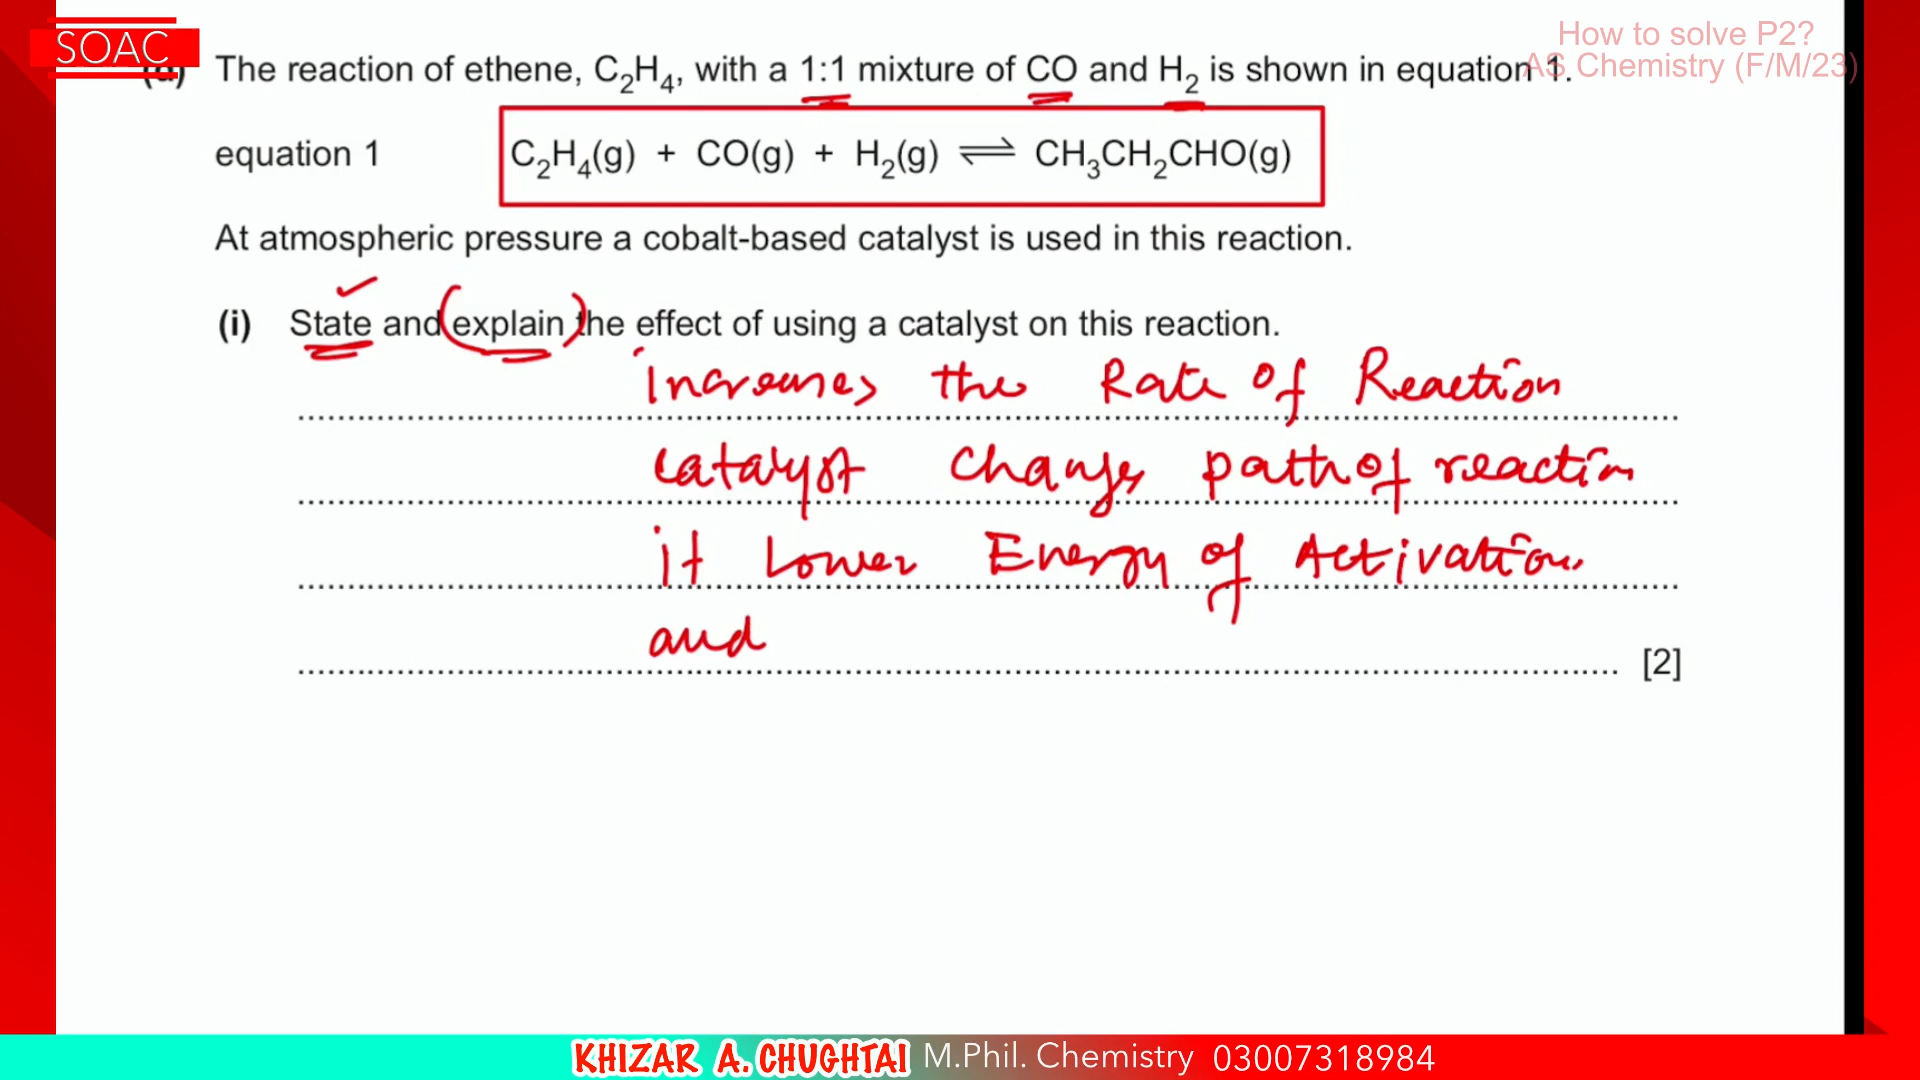 SOAC
How to solve P2?
AS Chemistry (F/M/23)
The reaction of ethene, C₂H₄, with a 1:1 mixture of CO and H₂ is shown in equation 1.
equation 1 C₂H₄(g) + CO(g) + H₂(g) ⇌ CH₃CH₂CHO(g)
At atmospheric pressure a cobalt-based catalyst is used in this reaction.
(i) State and explain the effect of using a catalyst on this reaction.
Increases the Rate of Reaction
catalyst change path of reaction
it Lower Energy of Activation.
and
[2]
KHIZAR A. CHUGHTAI M.Phil. Chemistry 03007318984